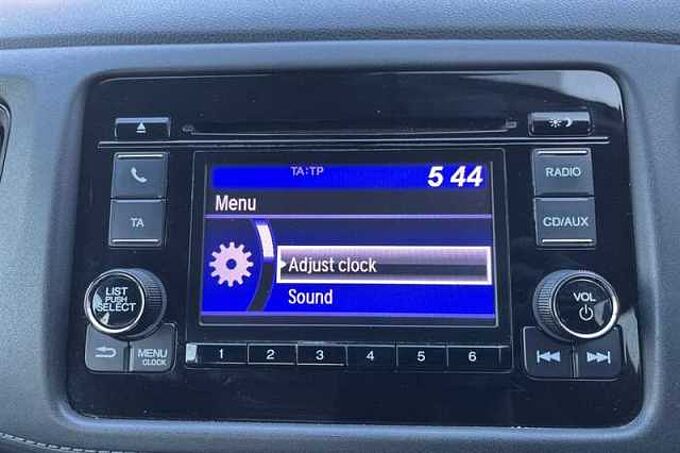 TA:TP
5 44
Menu
Adjust clock
Sound
RADIO
TA
CD/AUX
LIST
PUSH
SELECT
VOL
MENU
CLOCK
1 2 3 4 5 6